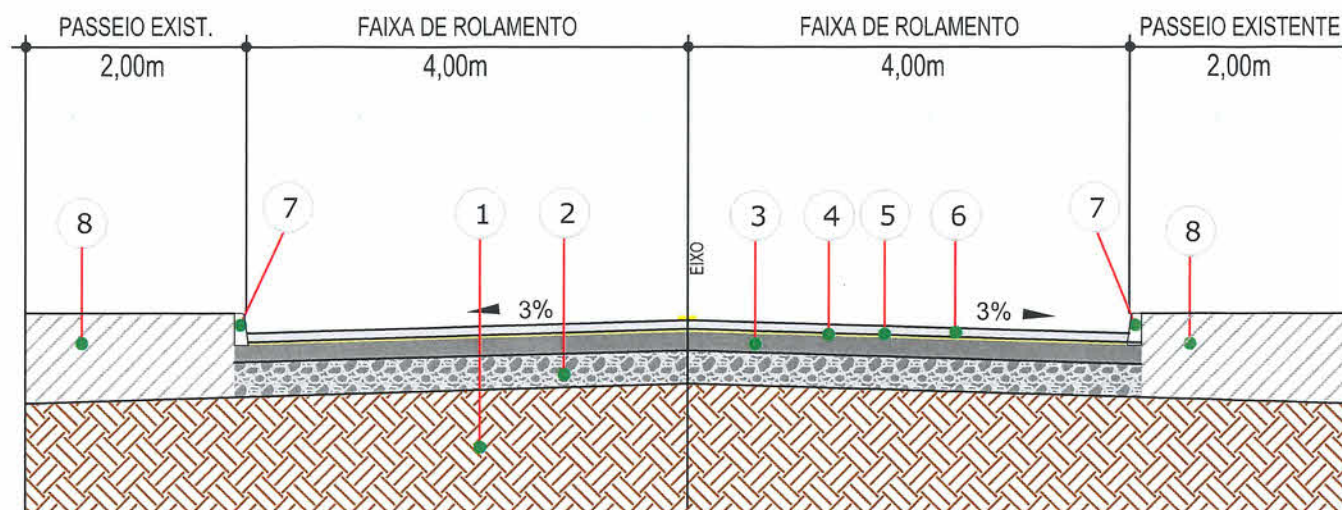 PASSEIO EXIST. FAIXA DE ROLAMENTO FAIXA DE ROLAMENTO PASSEIO EXISTENTE
2,00m 4,00m 4,00m 2,00m
8 7 1 2 3 4 5 6 7 8
EIXO
3% 3%